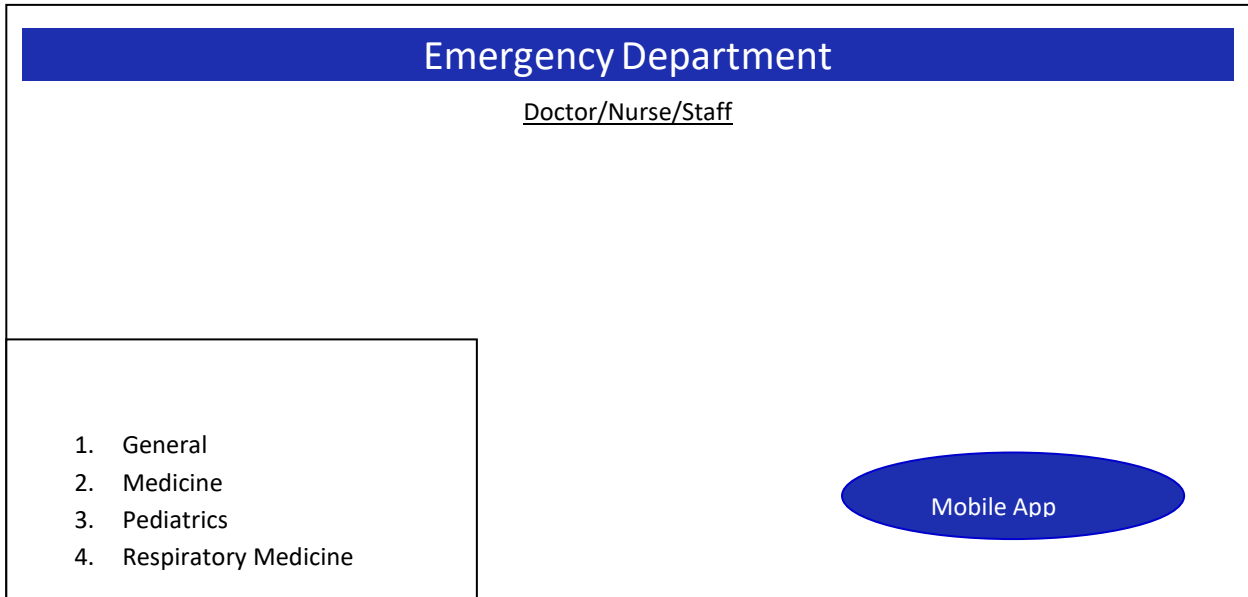 Emergency Department
Doctor/Nurse/Staff
1. General
2. Medicine
3. Pediatrics
4. Respiratory Medicine
Mobile App